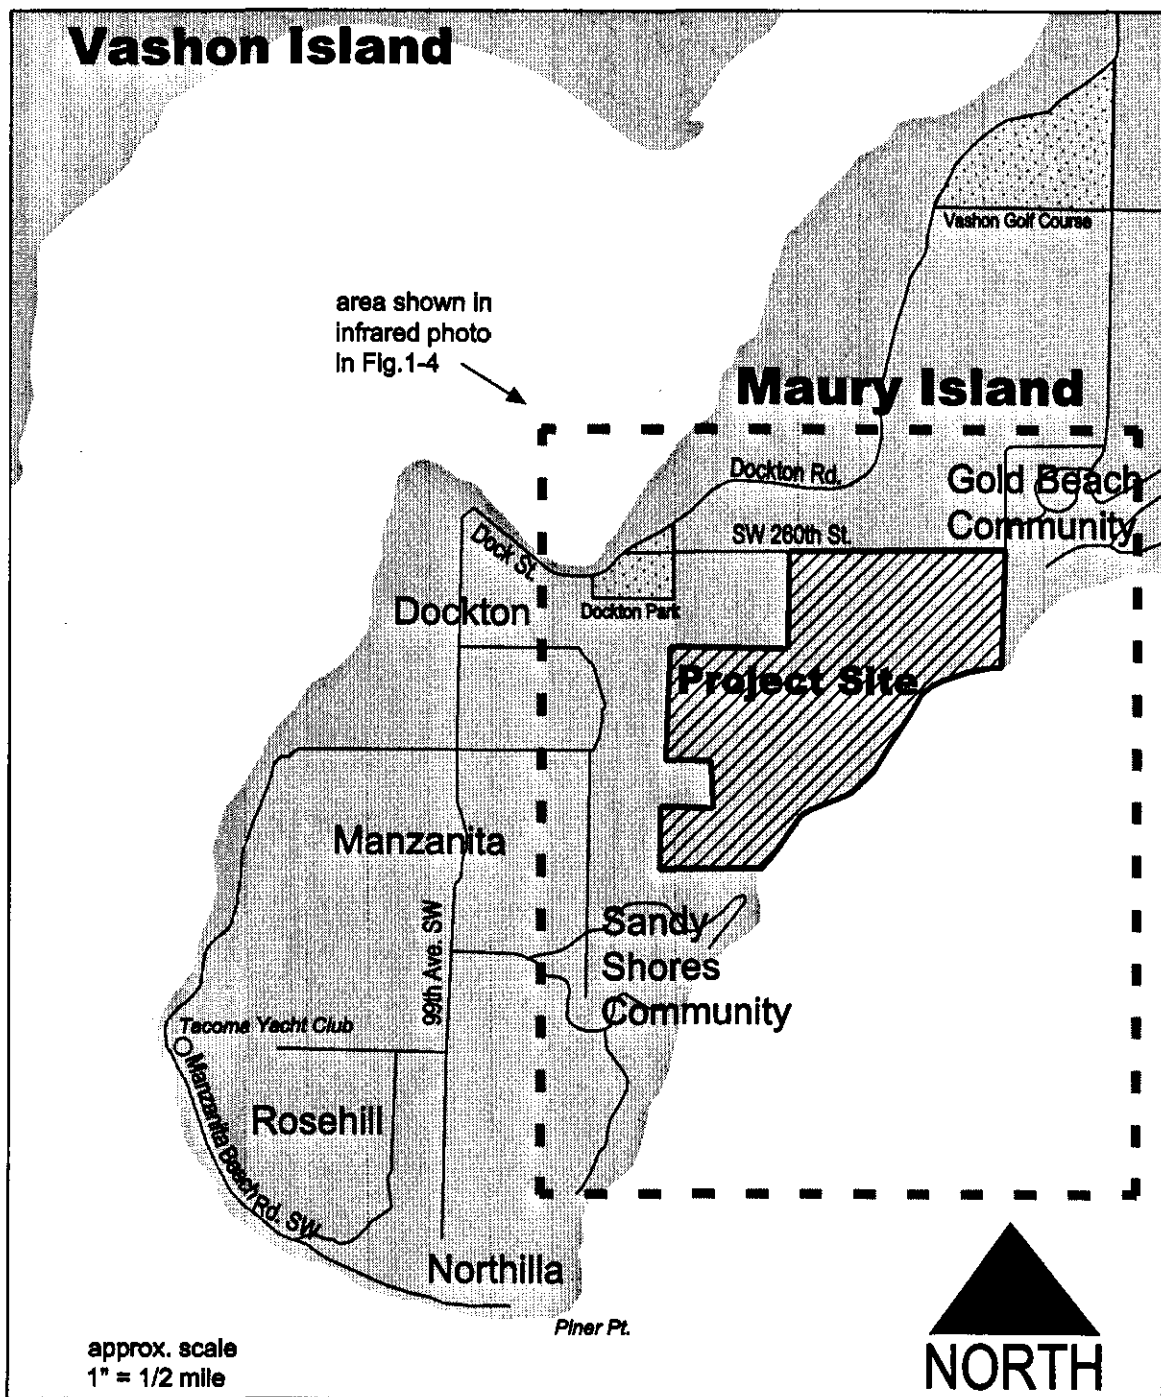 Vashon Island
Vashon Golf Course
area shown in
infrared photo
in Fig.1-4
Maury Island
Dockton Rd.
Gold Beach
Community
SW 260th St.
Dock St.
Dockton
Dockton Park
Project Site
Manzanita
99th Ave. SW
Sandy
Shores
Community
Tacoma Yacht Club
Manzanita Beach Rd. SW
Rosehill
Northilla
Piner Pt.
approx. scale
1" = 1/2 mile
NORTH